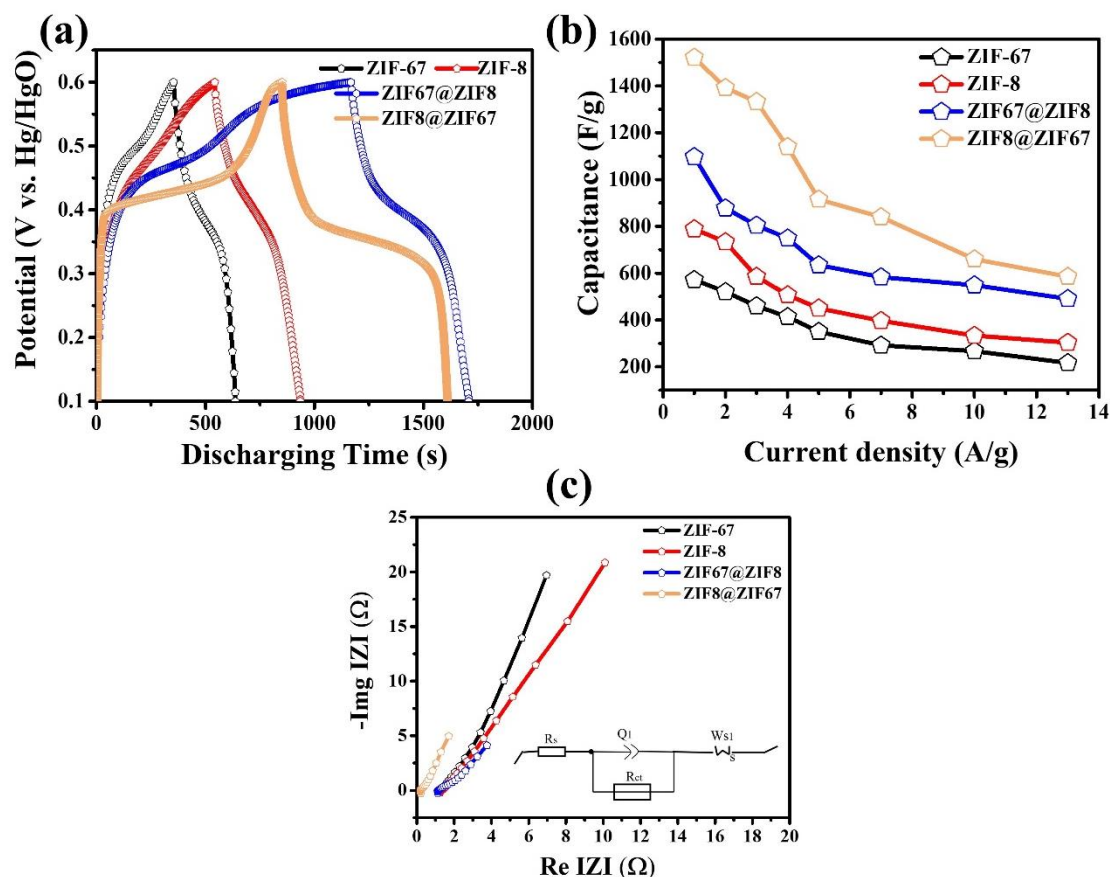 (a)
ZIF-67 ZIF-8
ZIF67@ZIF8
ZIF8@ZIF67
Potential (V vs. Hg/HgO)
0.6
0.5
0.4
0.3
0.2
0.1
0 500 1000 1500 2000
Discharging Time (s)
(b)
ZIF-67
ZIF-8
ZIF67@ZIF8
ZIF8@ZIF67
Capacitance (F/g)
1600
1400
1200
1000
800
600
400
200
0 2 4 6 8 10 12 14
Current density (A/g)
(c)
ZIF-67
ZIF-8
ZIF67@ZIF8
ZIF8@ZIF67
-Img IZI (Ω)
25
20
15
10
5
0
Rs Q1 Ws1
s
Rct
0 2 4 6 8 10 12 14 16 18 20
Re IZI (Ω)